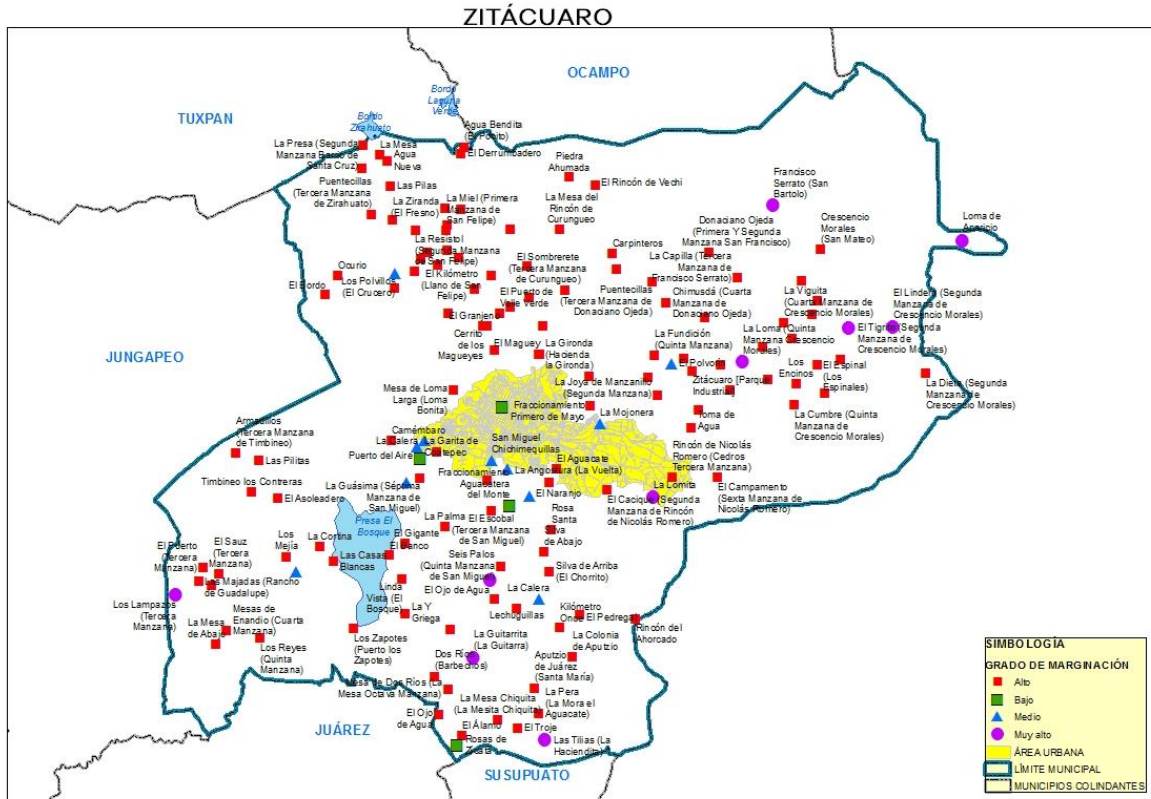 ZITÁCUARO
OCAMPO
TUXPAN
Bordo
Laguna
Verde
Bordo
Zirahuato
Agua Bendita
(El Pocito)
El Derrumbadero
La Presa (Segunda
Manzana Barrio de
Santa Cruz)
La Mesa
Agua
Nueva
Piedra
Ahumada
El Rincón de Vechi
Puentecillas
(Tercera Manzana
de Zirahuato)
Las Pilas
La Ziranda
(El Fresno)
La Miel (Primera
Manzana de
San Felipe)
La Mesa del
Rincón de
Curungueo
Francisco
Serrato (San
Bartolo)
Donaciano Ojeda
(Primera Y Segunda
Manzana San Francisco)
Crescencio
Morales
(San Mateo)
Loma de
Aparicio
La Resistol
(Segunda Manzana
de San Felipe)
Carpinteros
La Capilla (Tercera
Manzana de
Francisco Serrato)
Ocurio
El Bordo
Los Polvillos
(El Crucero)
El Kilómetro
(Llano de San
Felipe)
El Sombrerete
(Tercera Manzana
de Curungueo)
Puentecillas
(Tercera Manzana de
Donaciano Ojeda)
Chimusdá (Cuarta
Manzana de
Donaciano Ojeda)
La Viguita
(Cuarta Manzana de
Crescencio Morales)
El Lindero (Segunda
Manzana de
Crescencio Morales)
El Puerto de
Valle Verde
El Granjeno
Cerrito
de los
Magueyes
El Maguey
La Gironda
(Hacienda
la Gironda)
La Fundición
(Quinta Manzana)
La Loma (Quinta
Manzana Crescencio
Morales)
El Tigrito (Segunda
Manzana de
Crescencio Morales)
JUNGAPEO
El Polvorín
Los
Encinos
El Espinal
(Los
Espinales)
La Dieta (Segunda
Manzana de
Crescencio Morales)
Mesa de Loma
Larga (Loma
Bonita)
La Joya de Manzanillo
(Segunda Manzana)
Zitácuaro [Parque
Industrial]
Fraccionamiento
Primero de Mayo
La Mojonera
Toma de
Agua
La Cumbre (Quinta
Manzana de
Crescencio Morales)
Armadillos
(Tercera Manzana
de Timbineo)
Camémbaro
La Calera
La Garita de
Coatepec
Puerto del Aire
San Miguel
Chichimequillas
Las Pilitas
El Aguacate
La Angostura (La Vuelta)
Rincón de Nicolás
Romero (Cedros
Tercera Manzana)
Timbineo los Contreras
El Asoleadero
La Guásima (Séptima
Manzana de
San Miguel)
Fraccionamiento
Aguacatera
del Monte
El Naranjo
La Lomita
El Cacique (Segunda
Manzana de Rincón
de Nicolás Romero)
El Campamento
(Sexta Manzana de
Nicolás Romero)
Presa El
Bosque
La Palma
El Escobal
(Tercera Manzana
de San Miguel)
Rosa
Santa
Silva
de Abajo
El Puerto
(Tercera
Manzana)
El Sauz
(Tercera
Manzana)
Los
Mejía
La Cortina
El Gigante
El Banco
Las Casas
Blancas
Seis Palos
(Quinta Manzana
de San Miguel)
Las Majadas (Rancho
de Guadalupe)
Linda
Vista (El
Bosque)
El Ojo de Agua
Silva de Arriba
(El Chorrito)
La Calera
Los Lampazos
(Tercera
Manzana)
Mesas de
Enandio (Cuarta
Manzana)
La Mesa
de Abajo
Los Reyes
(Quinta
Manzana)
La Y
Griega
Lechuguillas
Kilómetro
Once
El Pedregal
Rincón del
Ahorcado
Los Zapotes
(Puerto los
Zapotes)
La Guitarrita
(La Guitarra)
La Colonia
de Aputzio
Dos Ríos
(Barbechos)
Aputzio
de Juárez
(Santa María)
Mesa de Dos Ríos (La
Mesa Octava Manzana)
La Mesa Chiquita
(La Mesita Chiquita)
La Pera
(La Mora el
Aguacate)
El Ojo
de Agua
El Álamo
El Troje
Rosas de
Zicata
Las Tilias (La
Haciendita)
JUÁREZ
SUSUPUATO
SIMBOLOGÍA
GRADO DE MARGINACIÓN
Alto
Bajo
Medio
Muy alto
ÁREA URBANA
LÍMITE MUNICIPAL
MUNICIPIOS COLINDANTES